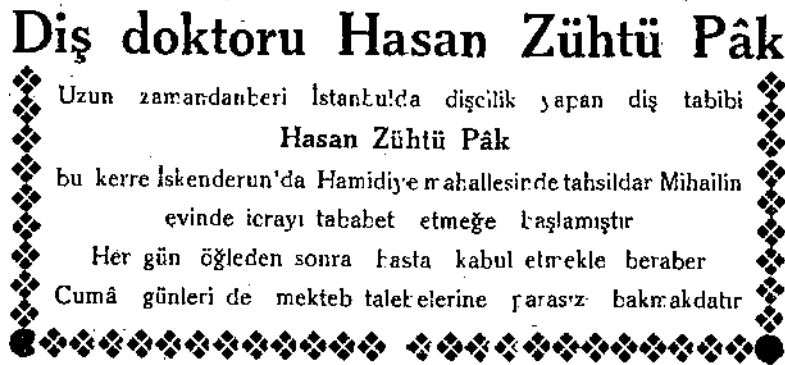 Diş doktoru Hasan Zühtü Pâk
Uzun zamandanberi İstanbul'da dişcilik yapan diş tabibi
Hasan Zühtü Pâk
bu kerre İskenderun'da Hamidiye mahallesinde tahsildar Mihailin
evinde icrayı tababet etmeğe başlamıştır
Her gün öğleden sonra hasta kabul etmekle beraber
Cumâ günleri de mekteb talebelerine parasız bakmakdatır